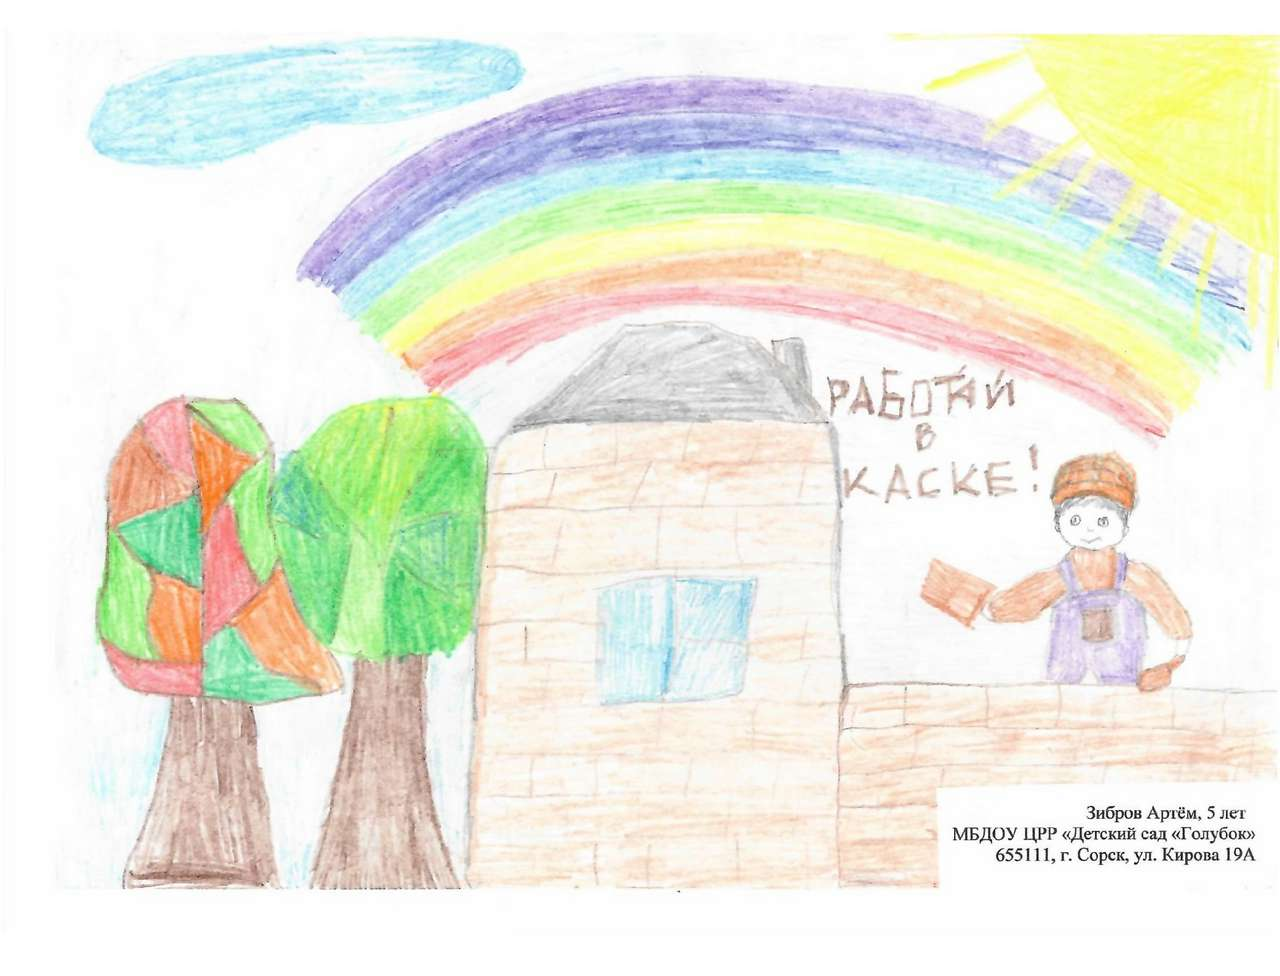 РАБОТАЙ
В
КАСКЕ!
Зибров Артём, 5 лет
МБДОУ ЦРР «Детский сад «Голубок»
655111, г. Сорск, ул. Кирова 19А